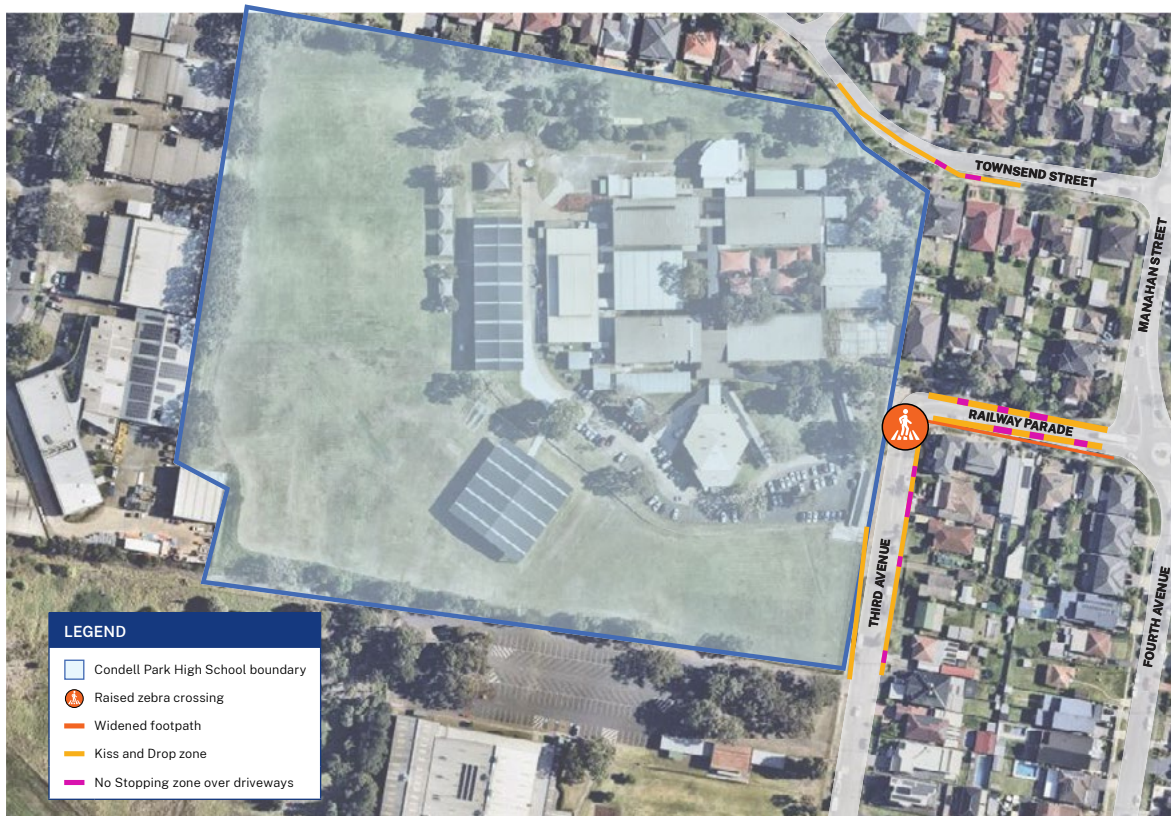 TOWNSEND STREET
MANAHAN STREET
RAILWAY PARADE
THIRD AVENUE
FOURTH AVENUE
LEGEND
Condell Park High School boundary
Raised zebra crossing
Widened footpath
Kiss and Drop zone
No Stopping zone over driveways